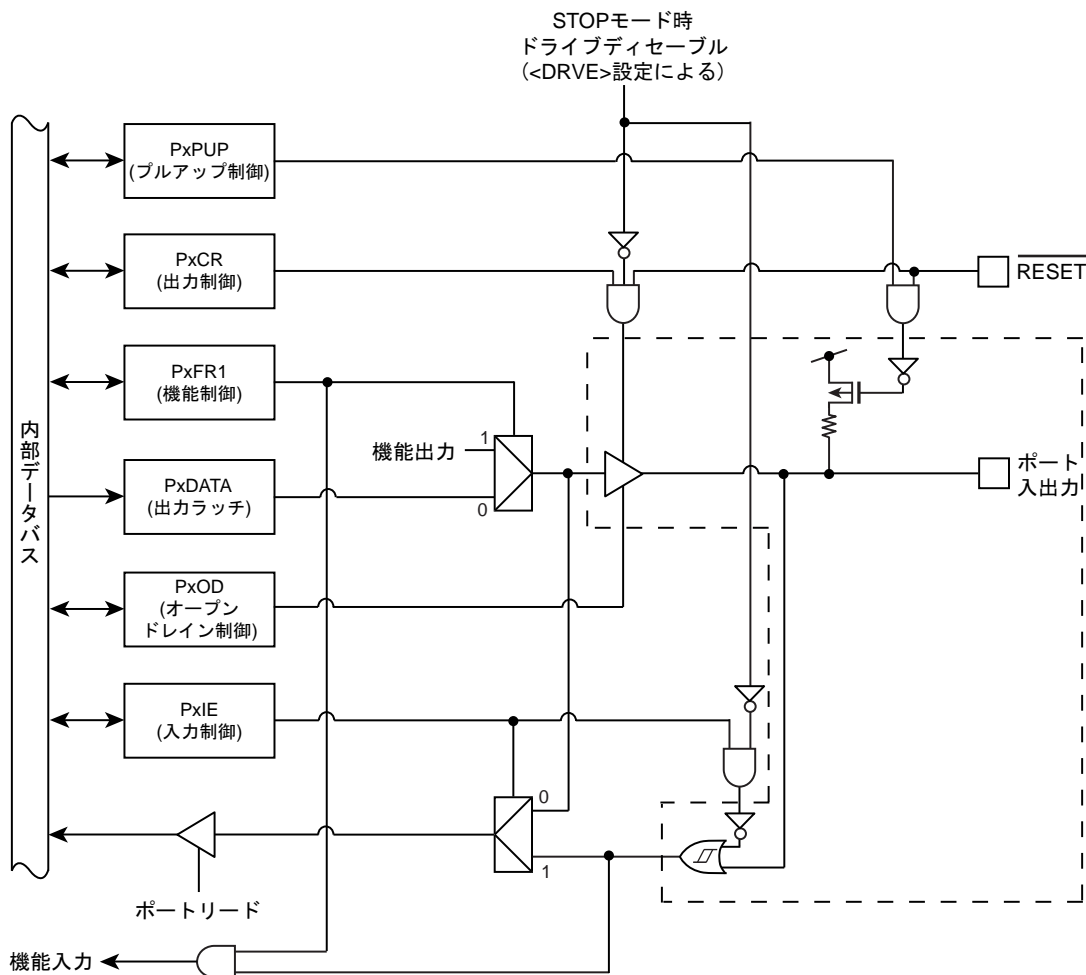 STOPモード時
ドライブディセーブル
(<DRVE>設定による)
PxPUP
(プルアップ制御)
PxCR
(出力制御)
RESET
PxFR1
(機能制御)
内部データバス
機能出力
1
0
PxDATA
(出力ラッチ)
ポート
入出力
PxOD
(オープン
ドレイン制御)
PxIE
(入力制御)
0
1
ポートリード
機能入力